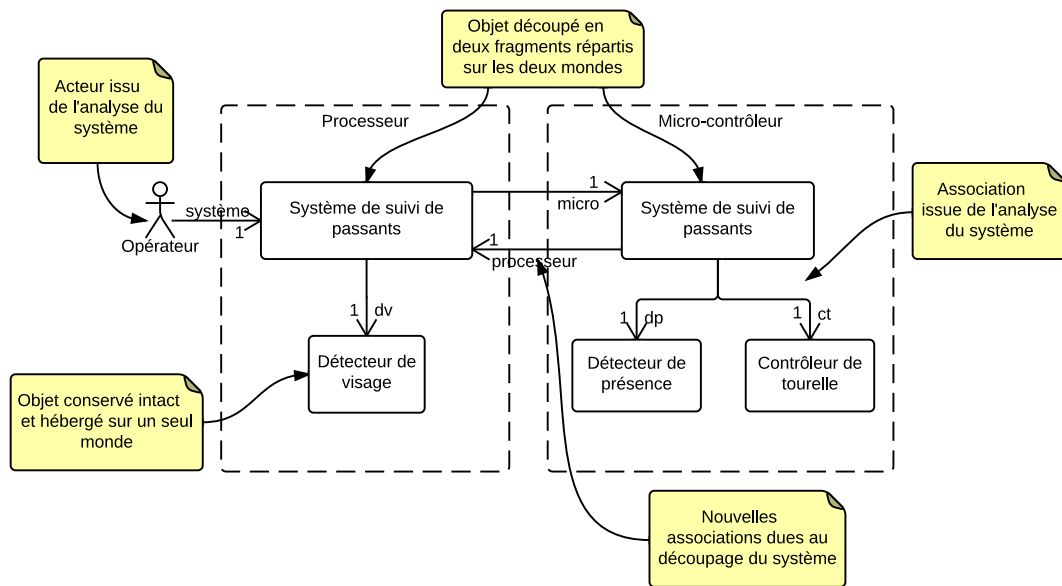 Objet découpé en
deux fragments répartis
sur les deux mondes
Acteur issu
de l'analyse du
système
Processeur
Micro-contrôleur
Association
issue de l'analyse
du système
Système de suivi de
passants
1
micro
Système de suivi de
passants
système
1
Opérateur
1
processeur
1 dv
1 dp
1 ct
Détecteur de
visage
Détecteur de
présence
Contrôleur de
tourelle
Objet conservé intact
et hébergé sur un seul
monde
Nouvelles
associations dues au
découpage du système